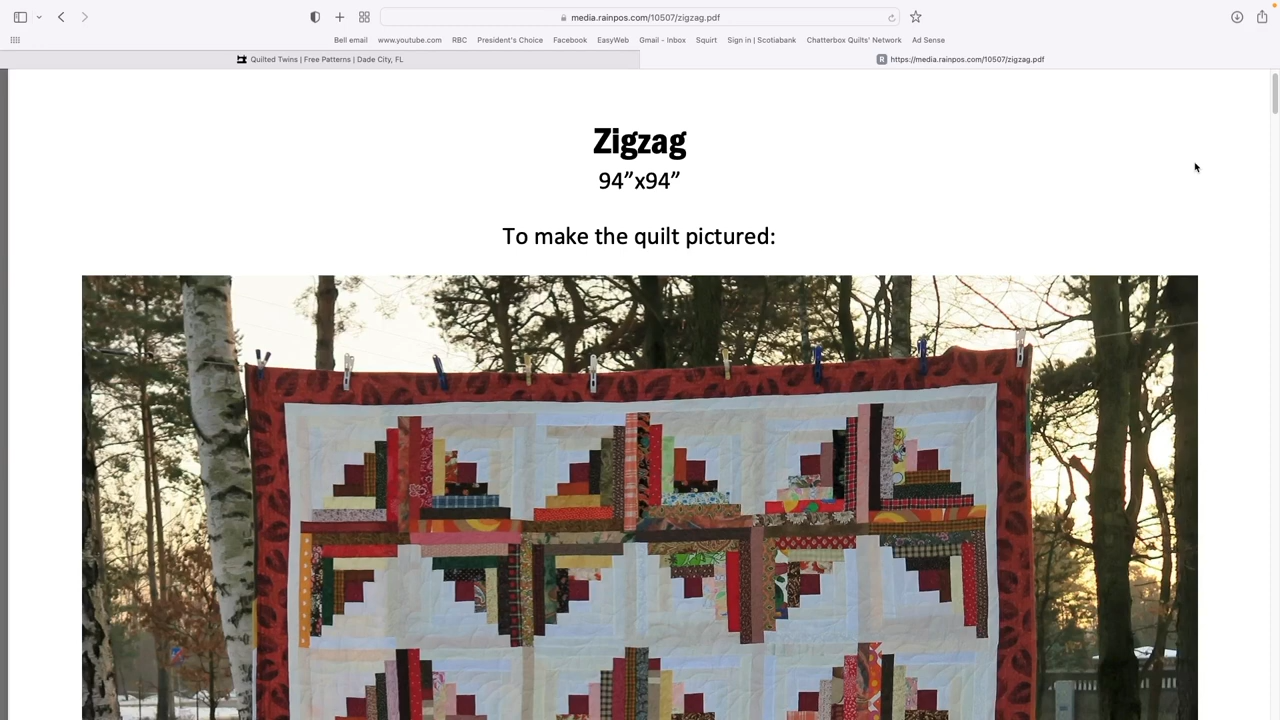 media.rainpos.com/10507/zigzag.pdf
Bell email www.youtube.com RBC President's Choice Facebook EasyWeb Gmail - Inbox Squirt Sign in | Scotiabank Chatterbox Quilts' Network Ad Sense
Quilted Twins | Free Patterns | Dade City, FL
R https://media.rainpos.com/10507/zigzag.pdf
Zigzag
94”x94”
To make the quilt pictured: